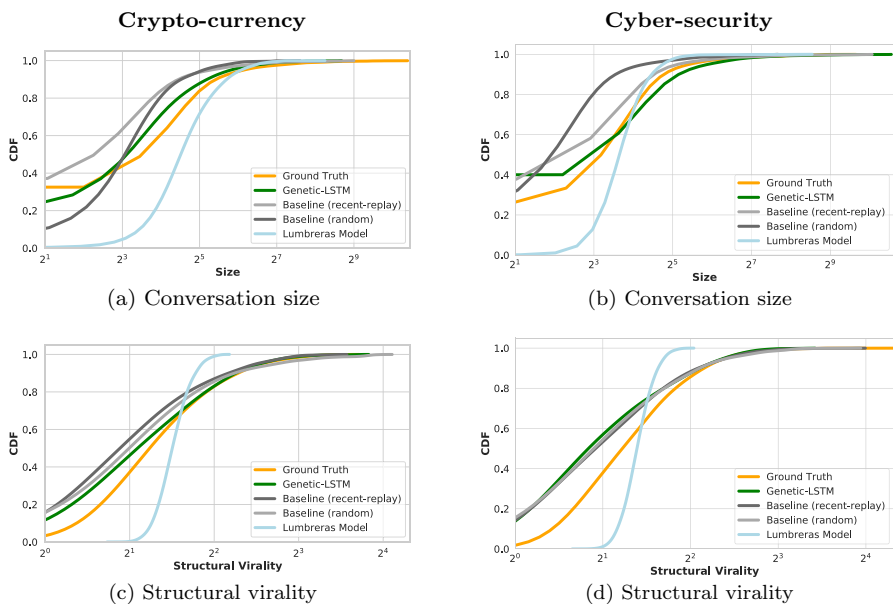 Crypto-currency
Cyber-security
1.0
0.8
0.6
0.4
0.2
0.0
CDF
2^1
2^3
2^5
2^7
2^9
Size
Ground Truth
Genetic-LSTM
Baseline (recent-replay)
Baseline (random)
Lumbreras Model
(a) Conversation size
1.0
0.8
0.6
0.4
0.2
0.0
CDF
2^1
2^3
2^5
2^7
2^9
Size
Ground Truth
Genetic-LSTM
Baseline (recent-replay)
Baseline (random)
Lumbreras Model
(b) Conversation size
1.0
0.8
0.6
0.4
0.2
0.0
CDF
2^0
2^1
2^2
2^3
2^4
Structural Virality
Ground Truth
Genetic-LSTM
Baseline (recent-replay)
Baseline (random)
Lumbreras Model
(c) Structural virality
1.0
0.8
0.6
0.4
0.2
0.0
CDF
2^0
2^1
2^2
2^3
2^4
Structural Virality
Ground Truth
Genetic-LSTM
Baseline (recent-replay)
Baseline (random)
Lumbreras Model
(d) Structural virality